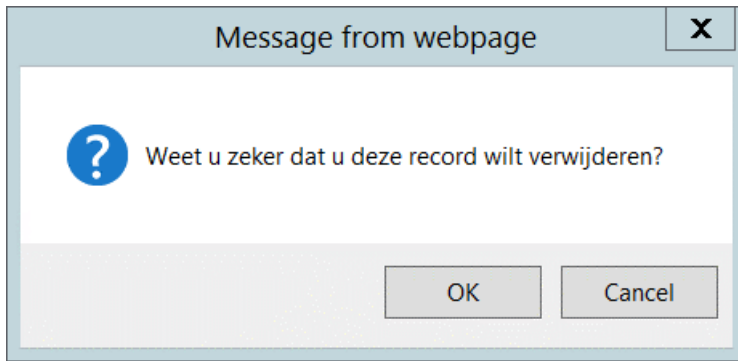 Message from webpage
X
?
Weet u zeker dat u deze record wilt verwijderen?
OK
Cancel